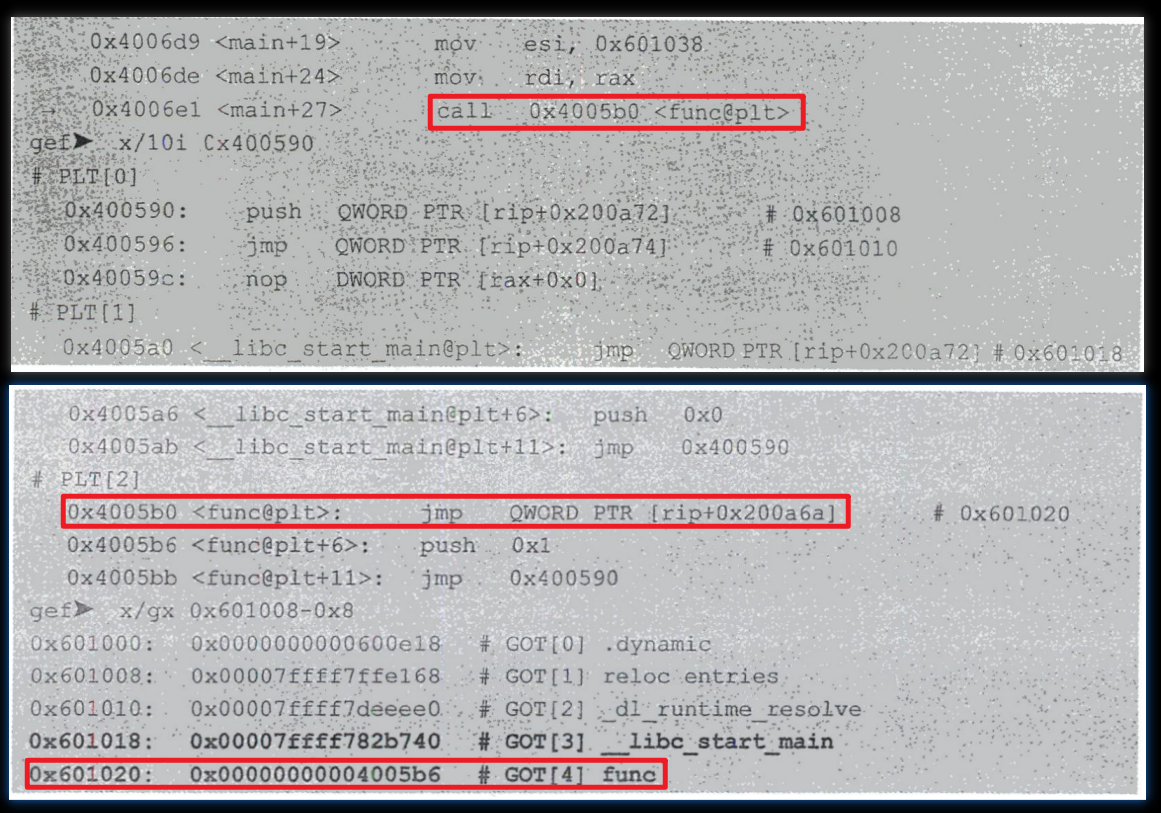 0x4006d9 <main+19> mov esi, 0x601038
0x4006de <main+24> mov rdi, rax
→ 0x4006e1 <main+27> call 0x4005b0 <func@plt>
gef➤ x/10i 0x400590
# PLT[0]
0x400590: push QWORD PTR [rip+0x200a72] # 0x601008
0x400596: jmp QWORD PTR [rip+0x200a74] # 0x601010
0x40059c: nop DWORD PTR [rax+0x0]
# PLT[1]
0x4005a0 <__libc_start_main@plt>: jmp QWORD PTR [rip+0x200a72] # 0x601018
0x4005a6 <__libc_start_main@plt+6>: push 0x0
0x4005ab <__libc_start_main@plt+11>: jmp 0x400590
# PLT[2]
0x4005b0 <func@plt>: jmp QWORD PTR [rip+0x200a6a] # 0x601020
0x4005b6 <func@plt+6>: push 0x1
0x4005bb <func@plt+11>: jmp 0x400590
gef➤ x/gx 0x601008-0x8
0x601000: 0x0000000000600e18 # GOT[0] .dynamic
0x601008: 0x00007ffff7ffe168 # GOT[1] reloc entries
0x601010: 0x00007ffff7deeee0 # GOT[2] _dl_runtime_resolve
0x601018: 0x00007ffff782b740 # GOT[3] __libc_start_main
0x601020: 0x00000000004005b6 # GOT[4] func